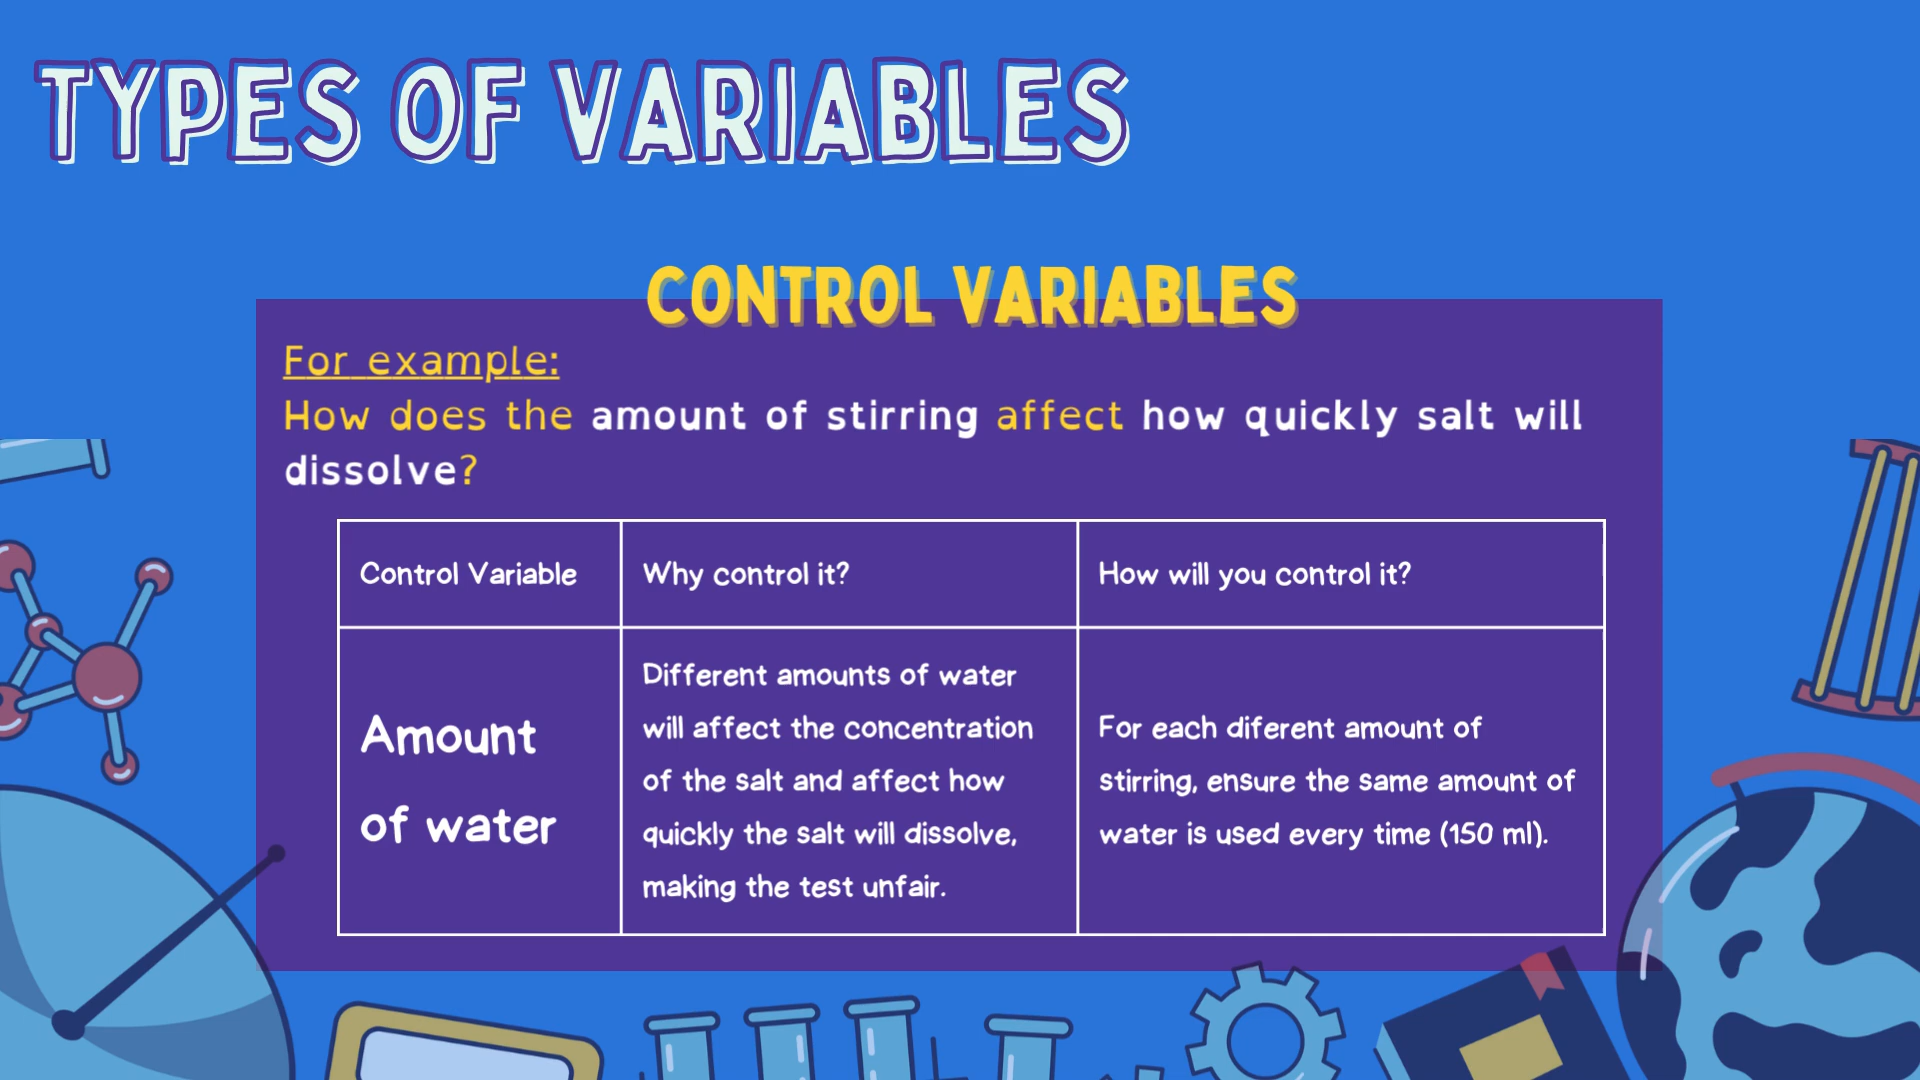 TYPES OF VARIABLES
CONTROL VARIABLES
For example:
How does the amount of stirring affect how quickly salt will
dissolve?
Control Variable
Why control it?
How will you control it?
Amount
of water
Different amounts of water
will affect the concentration
of the salt and affect how
quickly the salt will dissolve,
making the test unfair.
For each diferent amount of
stirring, ensure the same amount of
water is used every time (150 ml).